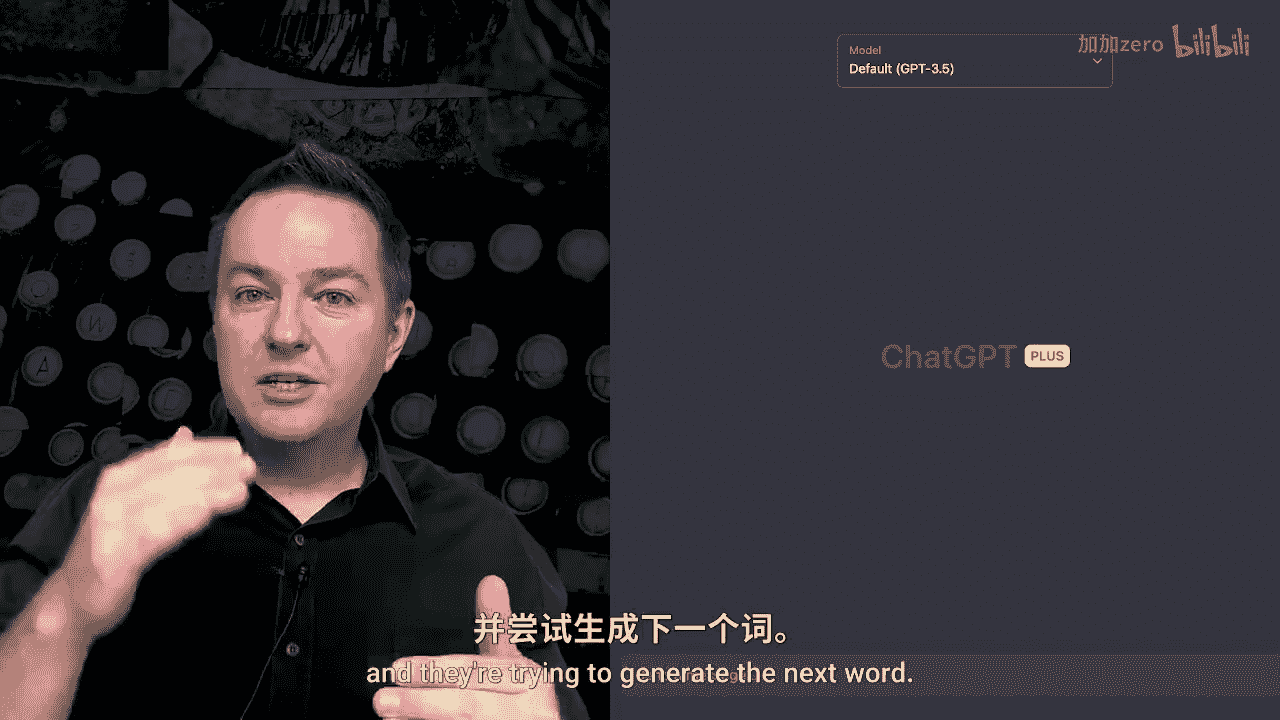 加加zero bilibili
Model
Default (GPT-3.5)
ChatGPT PLUS
并尝试生成下一个词。
and they're trying to generate the next word.